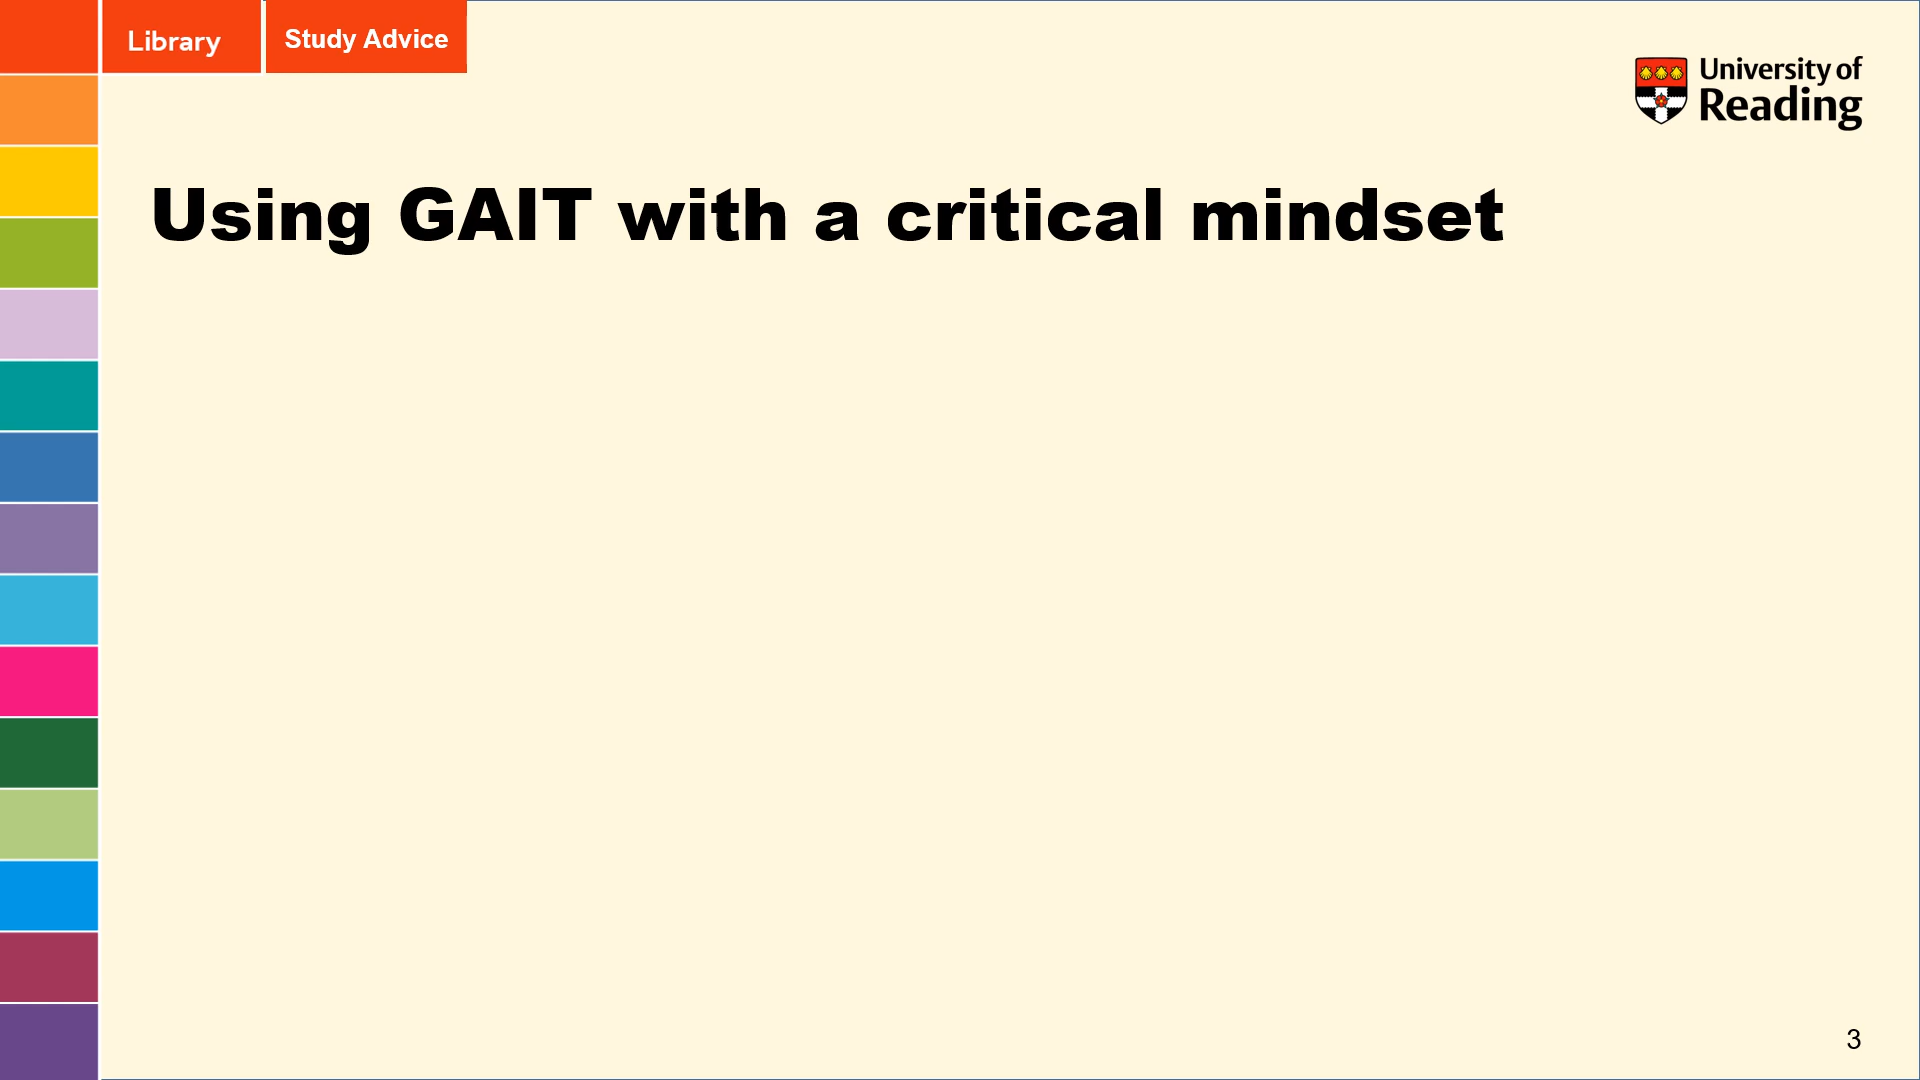 Library
Study Advice
University of
Reading
Using GAIT with a critical mindset
3